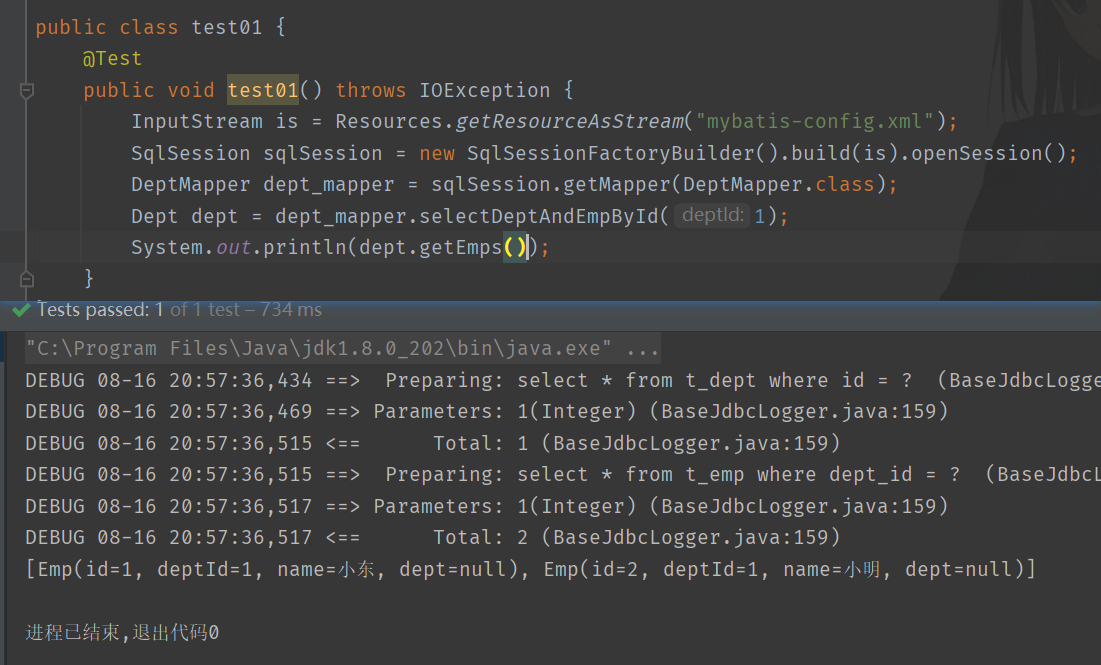 public class test01 {
@Test
public void test01() throws IOException {
InputStream is = Resources.getResourceAsStream("mybatis-config.xml");
SqlSession sqlSession = new SqlSessionFactoryBuilder().build(is).openSession();
DeptMapper dept_mapper = sqlSession.getMapper(DeptMapper.class);
Dept dept = dept_mapper.selectDeptAndEmpById( deptId: 1);
System.out.println(dept.getEmps());
}
Tests passed: 1 of 1 test – 734 ms
"C:\Program Files\Java\jdk1.8.0_202\bin\java.exe" ...
DEBUG 08-16 20:57:36,434 ==>  Preparing: select * from t_dept where id = ?  (BaseJdbcLogge
DEBUG 08-16 20:57:36,469 ==> Parameters: 1(Integer) (BaseJdbcLogger.java:159)
DEBUG 08-16 20:57:36,515 <==      Total: 1 (BaseJdbcLogger.java:159)
DEBUG 08-16 20:57:36,515 ==>  Preparing: select * from t_emp where dept_id = ?  (BaseJdbcL
DEBUG 08-16 20:57:36,517 ==> Parameters: 1(Integer) (BaseJdbcLogger.java:159)
DEBUG 08-16 20:57:36,517 <==      Total: 2 (BaseJdbcLogger.java:159)
[Emp(id=1, deptId=1, name=小东, dept=null), Emp(id=2, deptId=1, name=小明, dept=null)]
进程已结束,退出代码0